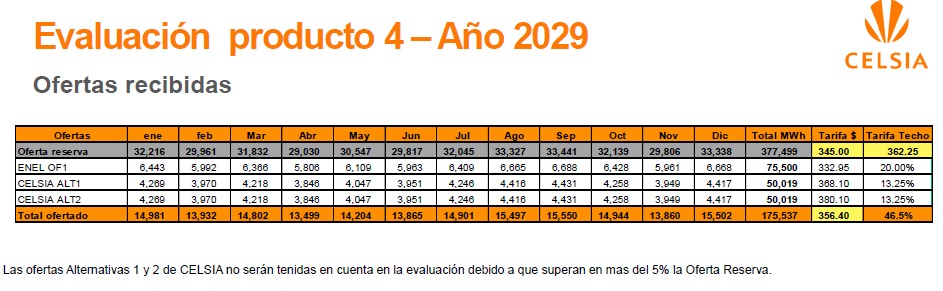 Evaluación producto 4 – Año 2029
CELSIA
Ofertas recibidas
Ofertas ene feb Mar Abr May Jun Jul Ago Sep Oct Nov Dic Total MWh Tarifa $ Tarifa Techo
Oferta reserva 32,216 29,961 31,832 29,030 30,547 29,817 32,045 33,327 33,441 32,139 29,806 33,338 377,499 345.00 362.25
ENEL OF1 6,443 5,992 6,366 5,806 6,109 5,963 6,409 6,665 6,688 6,428 5,961 6,668 75,500 332.95 20.00%
CELSIA ALT1 4,269 3,970 4,218 3,846 4,047 3,951 4,246 4,416 4,431 4,258 3,949 4,417 50,019 368.10 13.25%
CELSIA ALT2 4,269 3,970 4,218 3,846 4,047 3,951 4,246 4,416 4,431 4,258 3,949 4,417 50,019 380.10 13.25%
Total ofertado 14,981 13,932 14,802 13,499 14,204 13,865 14,901 15,497 15,550 14,944 13,860 15,502 175,537 356.40 46.5%
Las ofertas Alternativas 1 y 2 de CELSIA no serán tenidas en cuenta en la evaluación debido a que superan en mas del 5% la Oferta Reserva.